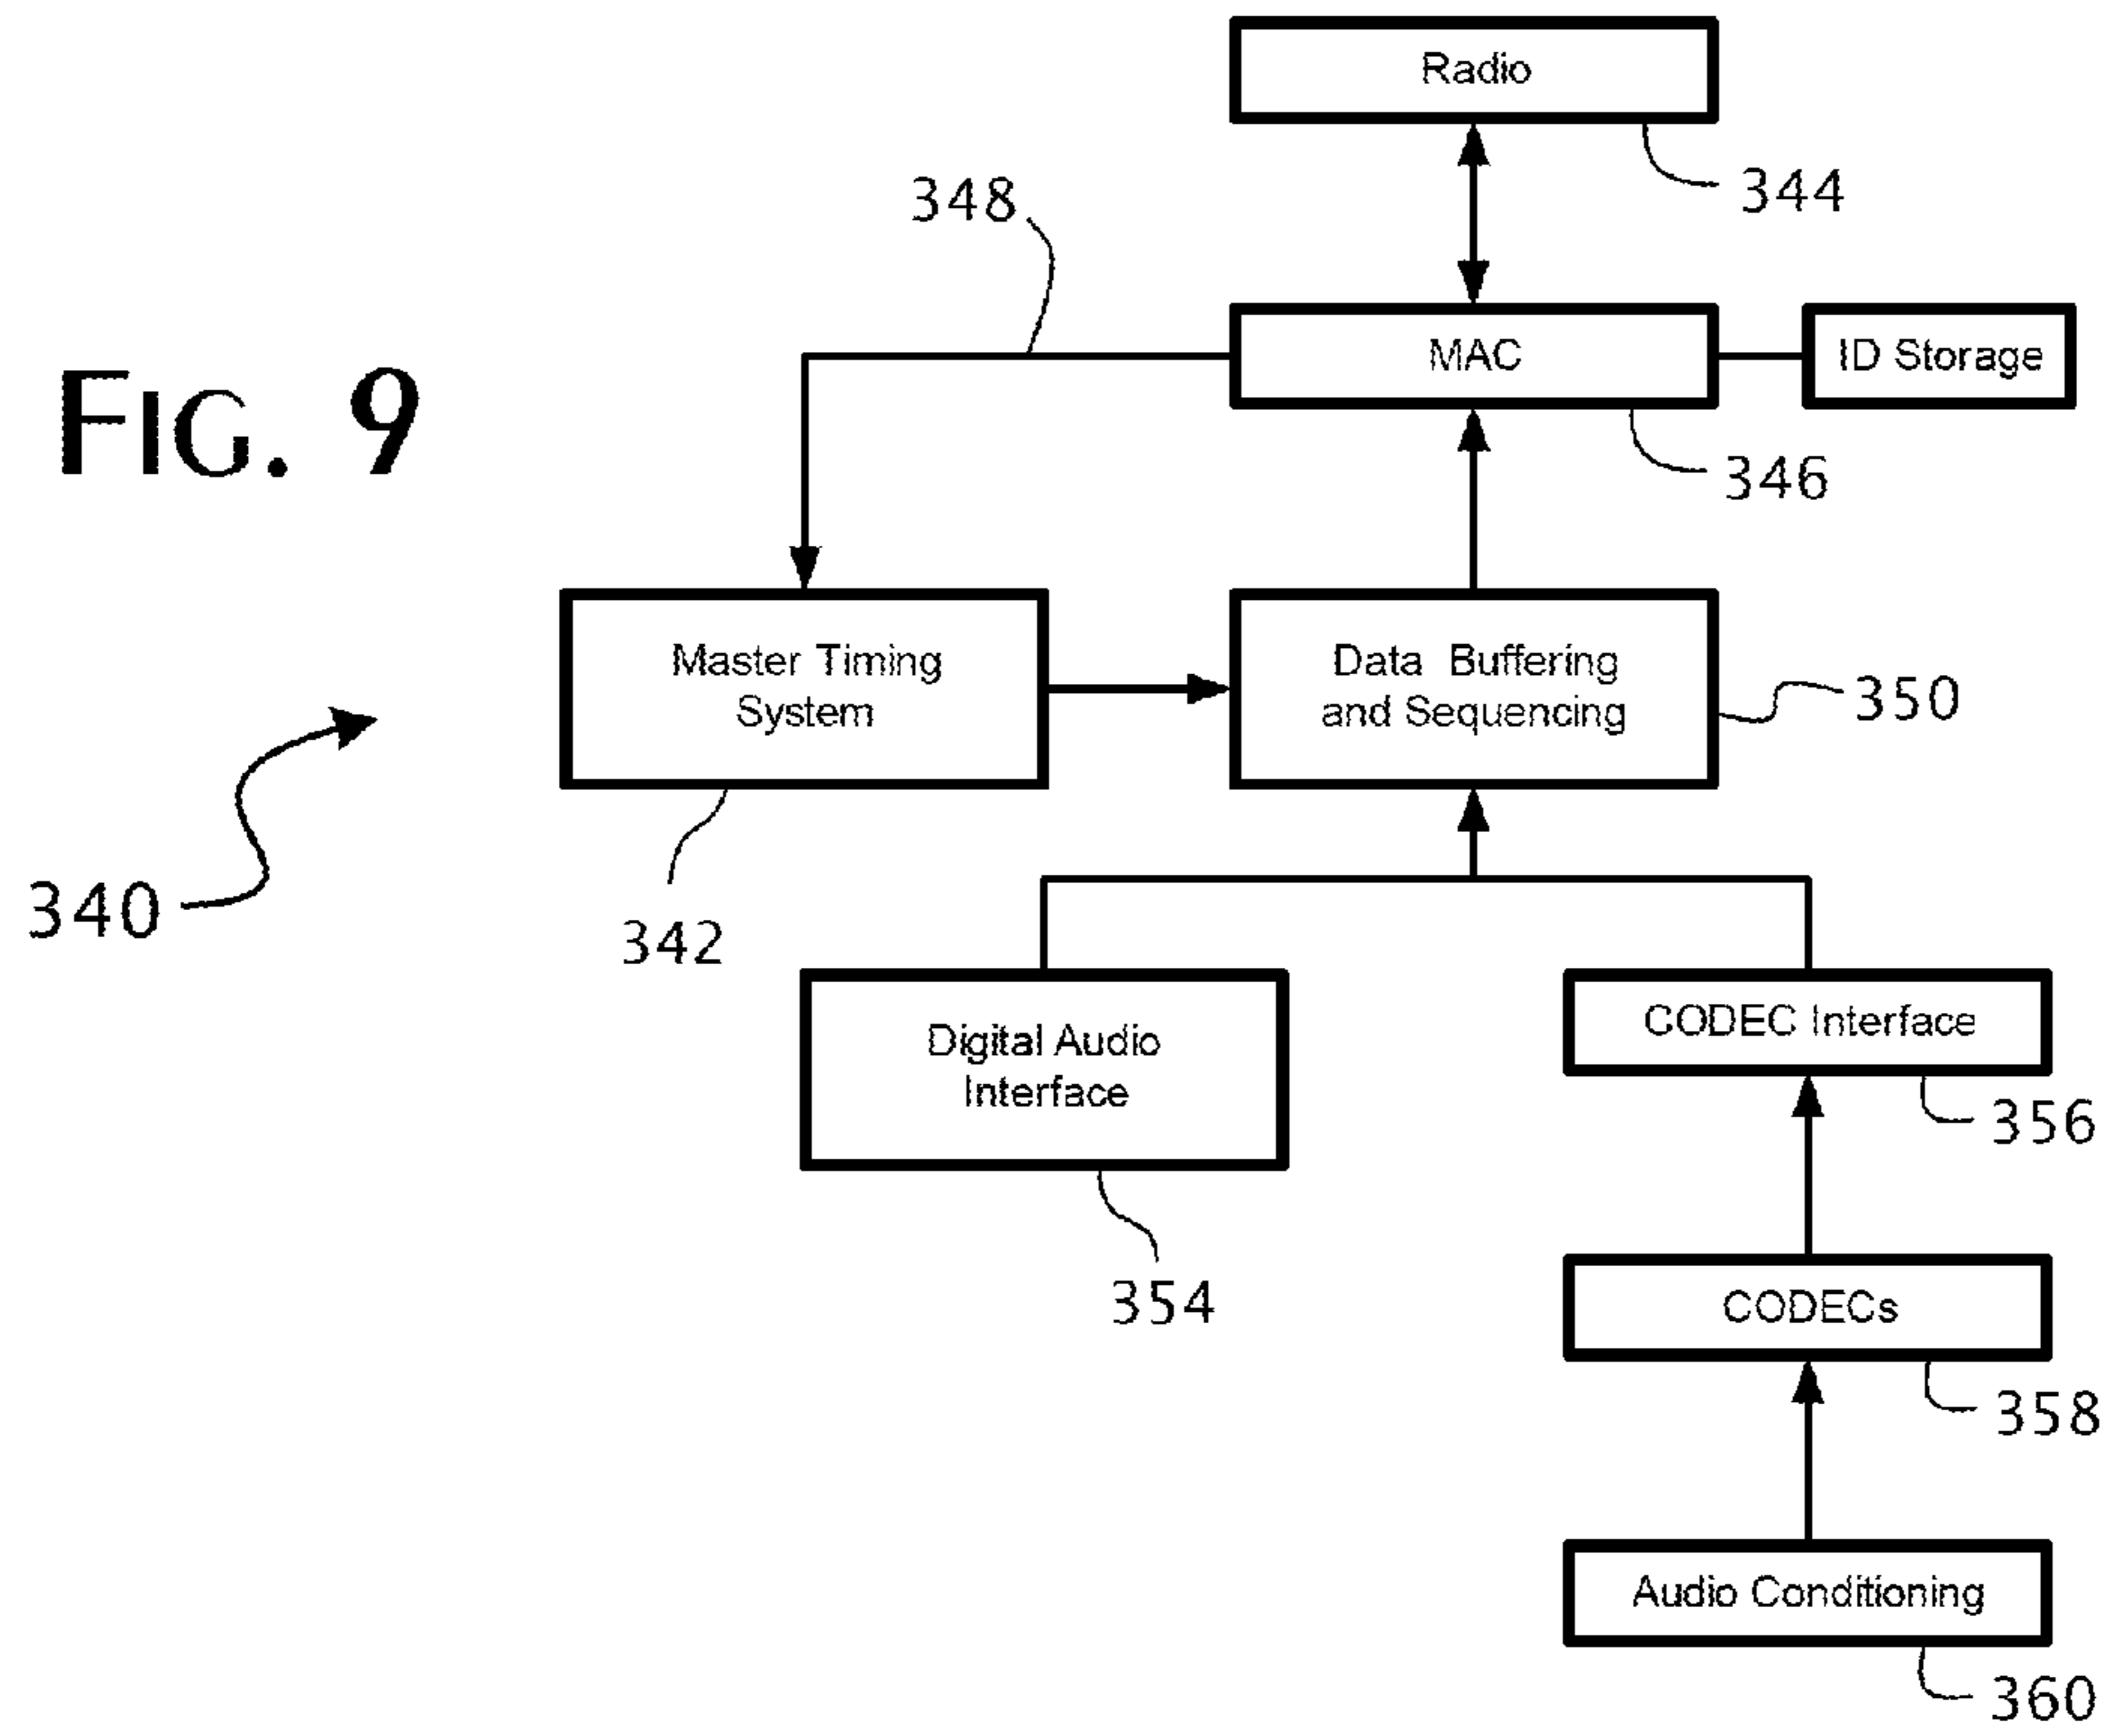 Radio
344
348
MAC
ID Storage
FIG. 9
346
Master Timing
System
Data Buffering
and Sequencing
350
340
342
Digital Audio
Interface
CODEC Interface
356
354
CODECs
358
Audio Conditioning
360